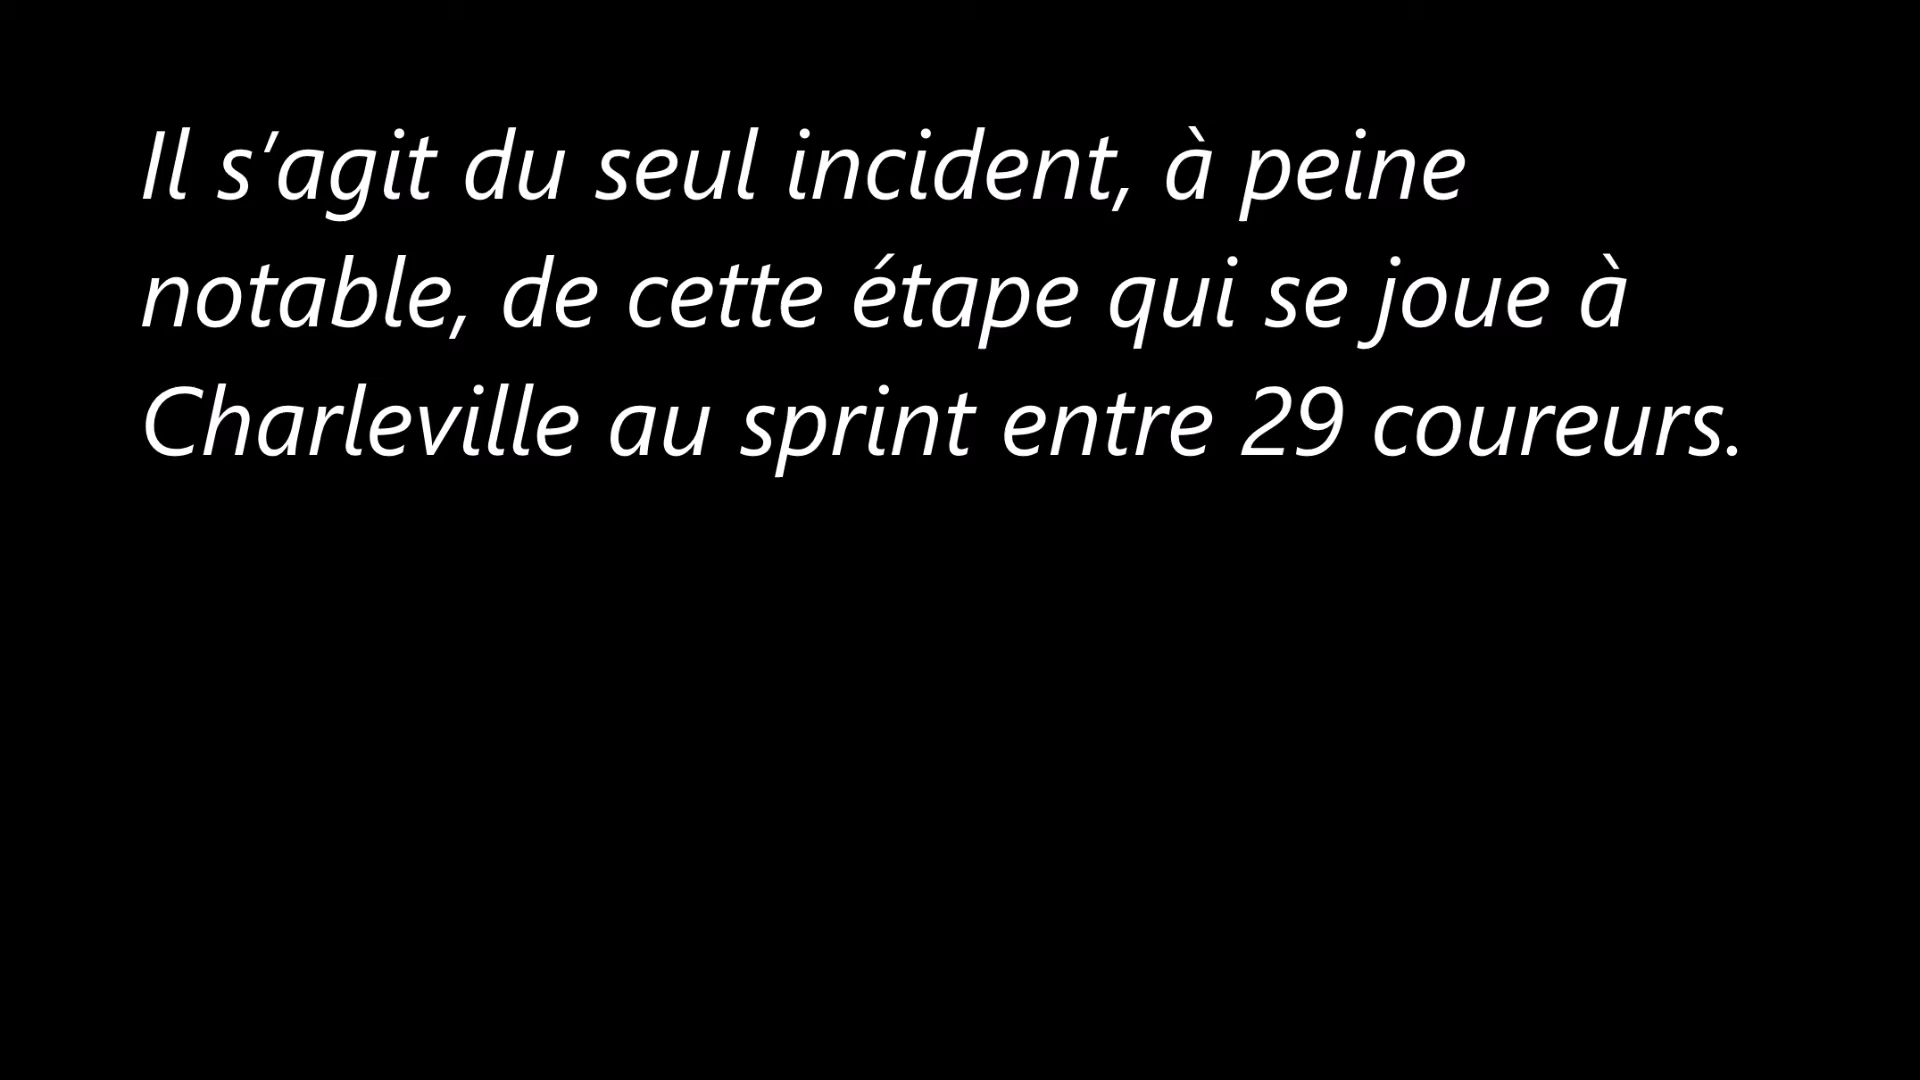 Il s’agit du seul incident, à peine
notable, de cette étape qui se joue à
Charleville au sprint entre 29 coureurs.